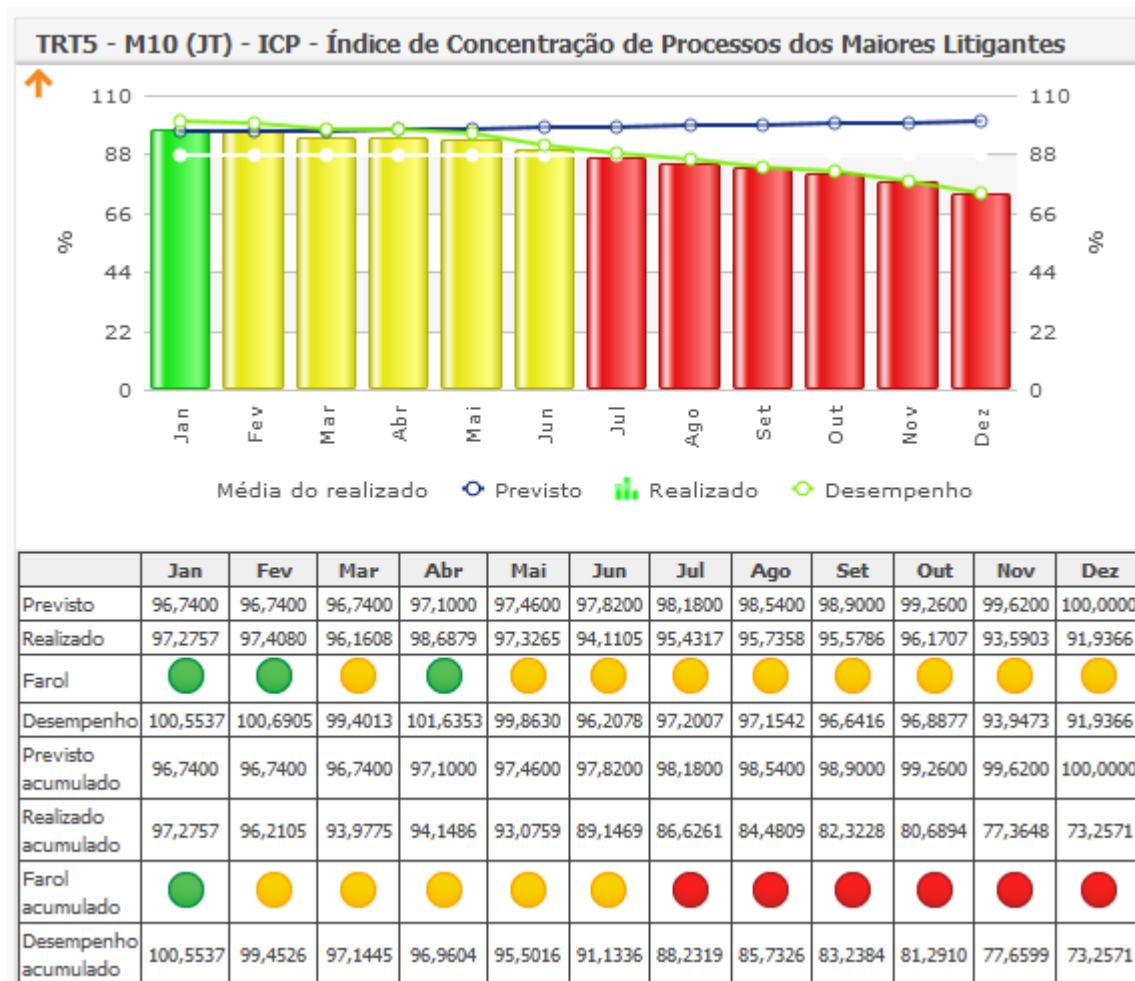 TRT5 - M10 (JT) - ICP - Índice de Concentração de Processos dos Maiores Litigantes
110 110
88 88
66 66
% %
44 44
22 22
0 0
Jan Fev Mar Abr Mai Jun Jul Ago Set Out Nov Dez
Média do realizado Previsto Realizado Desempenho
Jan Fev Mar Abr Mai Jun Jul Ago Set Out Nov Dez
Previsto 96,7400 96,7400 96,7400 97,1000 97,4600 97,8200 98,1800 98,5400 98,9000 99,2600 99,6200 100,0000
Realizado 97,2757 97,4080 96,1608 98,6879 97,3265 94,1105 95,4317 95,7358 95,5786 96,1707 93,5903 91,9366
Farol
Desempenho 100,5537 100,6905 99,4013 101,6353 99,8630 96,2078 97,2007 97,1542 96,6416 96,8877 93,9473 91,9366
Previsto
acumulado 96,7400 96,7400 96,7400 97,1000 97,4600 97,8200 98,1800 98,5400 98,9000 99,2600 99,6200 100,0000
Realizado
acumulado 97,2757 96,2105 93,9775 94,1486 93,0759 89,1469 86,6261 84,4809 82,3228 80,6894 77,3648 73,2571
Farol
acumulado
Desempenho
acumulado 100,5537 99,4526 97,1445 96,9604 95,5016 91,1336 88,2319 85,7326 83,2384 81,2910 77,6599 73,2571